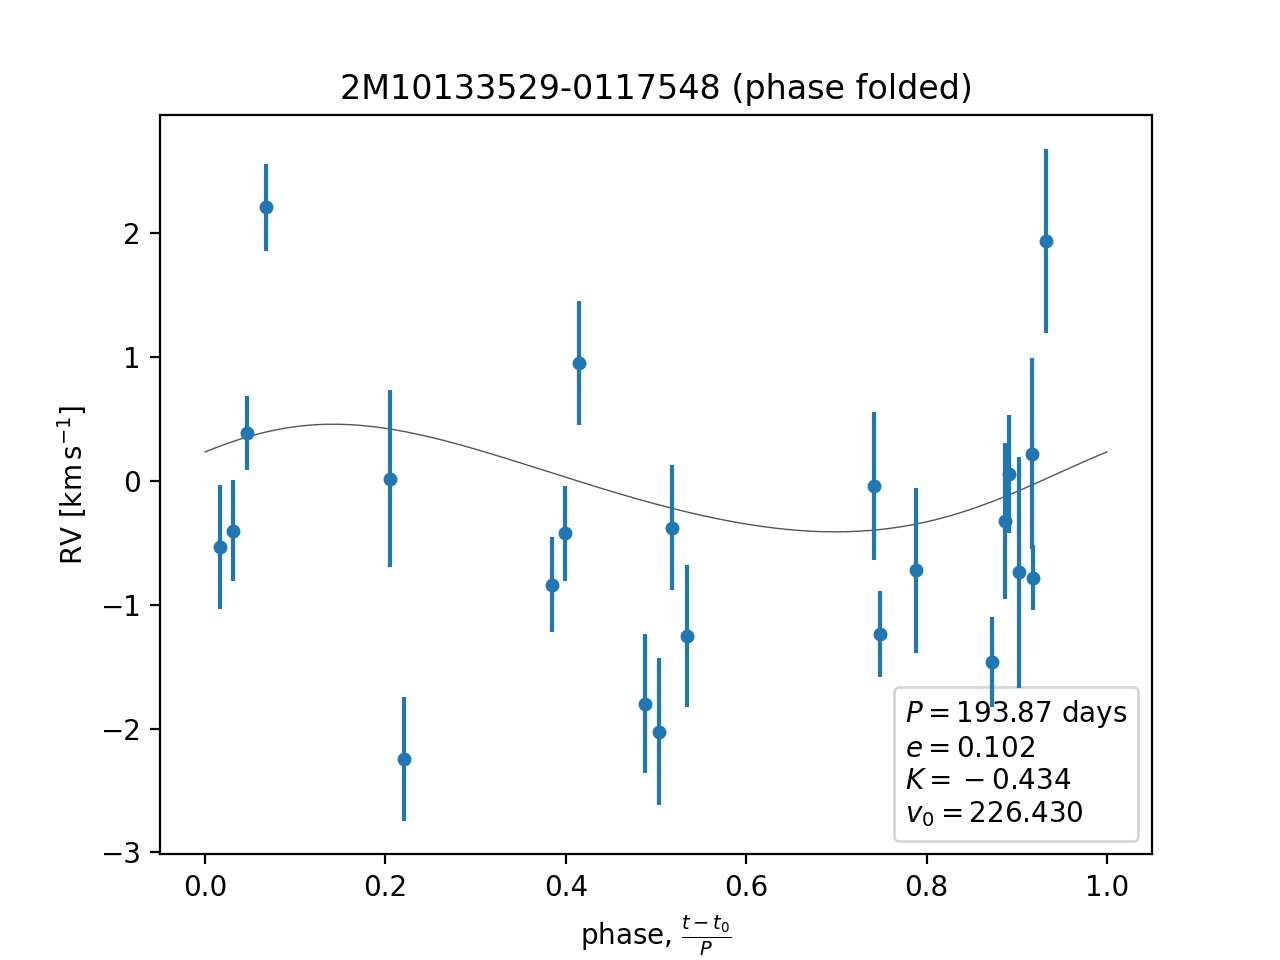 2M10133529-0117548 (phase folded)
RV [km s⁻¹]
2
1
0
−1
−2
−3
0.0 0.2 0.4 0.6 0.8 1.0
phase, (t − t₀)/P
P = 193.87 days
e = 0.102
K = −0.434
v₀ = 226.430